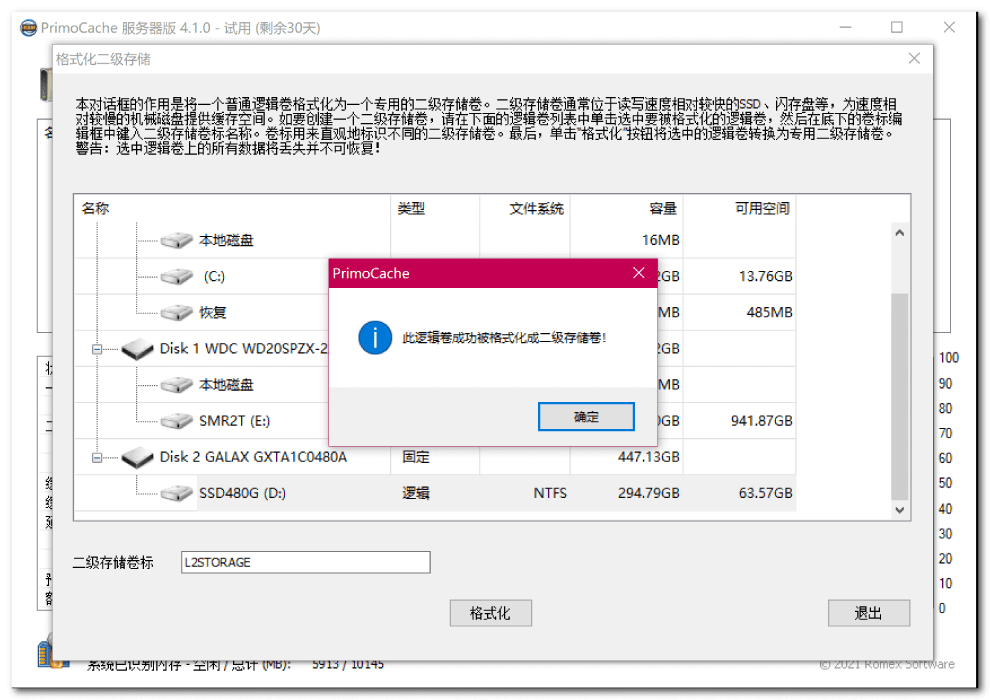 PrimoCache 服务器版 4.1.0 - 试用 (剩余30天)
格式化二级存储
本对话框的作用是将一个普通逻辑卷格式化为一个专用的二级存储卷。二级存储卷通常位于读写速度相对较快的SSD、闪存盘等，为速度相
对较慢的机械磁盘提供缓存空间。如要创建一个二级存储卷，请在下面的逻辑卷列表中单击选中要被格式化的逻辑卷，然后在底下的卷标编
辑框中键入二级存储卷标名称。卷标用来直观地标识不同的二级存储卷。最后，单击"格式化"按钮将选中的逻辑卷转换为专用二级存储卷。
警告：选中逻辑卷上的所有数据将丢失并不可恢复！
名称 类型 文件系统 容量 可用空间
本地磁盘 16MB
(C:) 2GB 13.76GB
恢复 MB 485MB
Disk 1 WDC WD20SPZX-2 2GB
本地磁盘 MB
SMR2T (E:) 0GB 941.87GB
Disk 2 GALAX GXTA1C0480A 固定 447.13GB
SSD480G (D:) 逻辑 NTFS 294.79GB 63.57GB
PrimoCache
此逻辑卷成功被格式化成二级存储卷！
确定
二级存储卷标 L2STORAGE
格式化 退出
100
90
80
70
60
50
40
30
20
10
0
系统已识别内存 - 空闲 / 总计 (MB): 5913 / 10145
© 2021 Romex Software